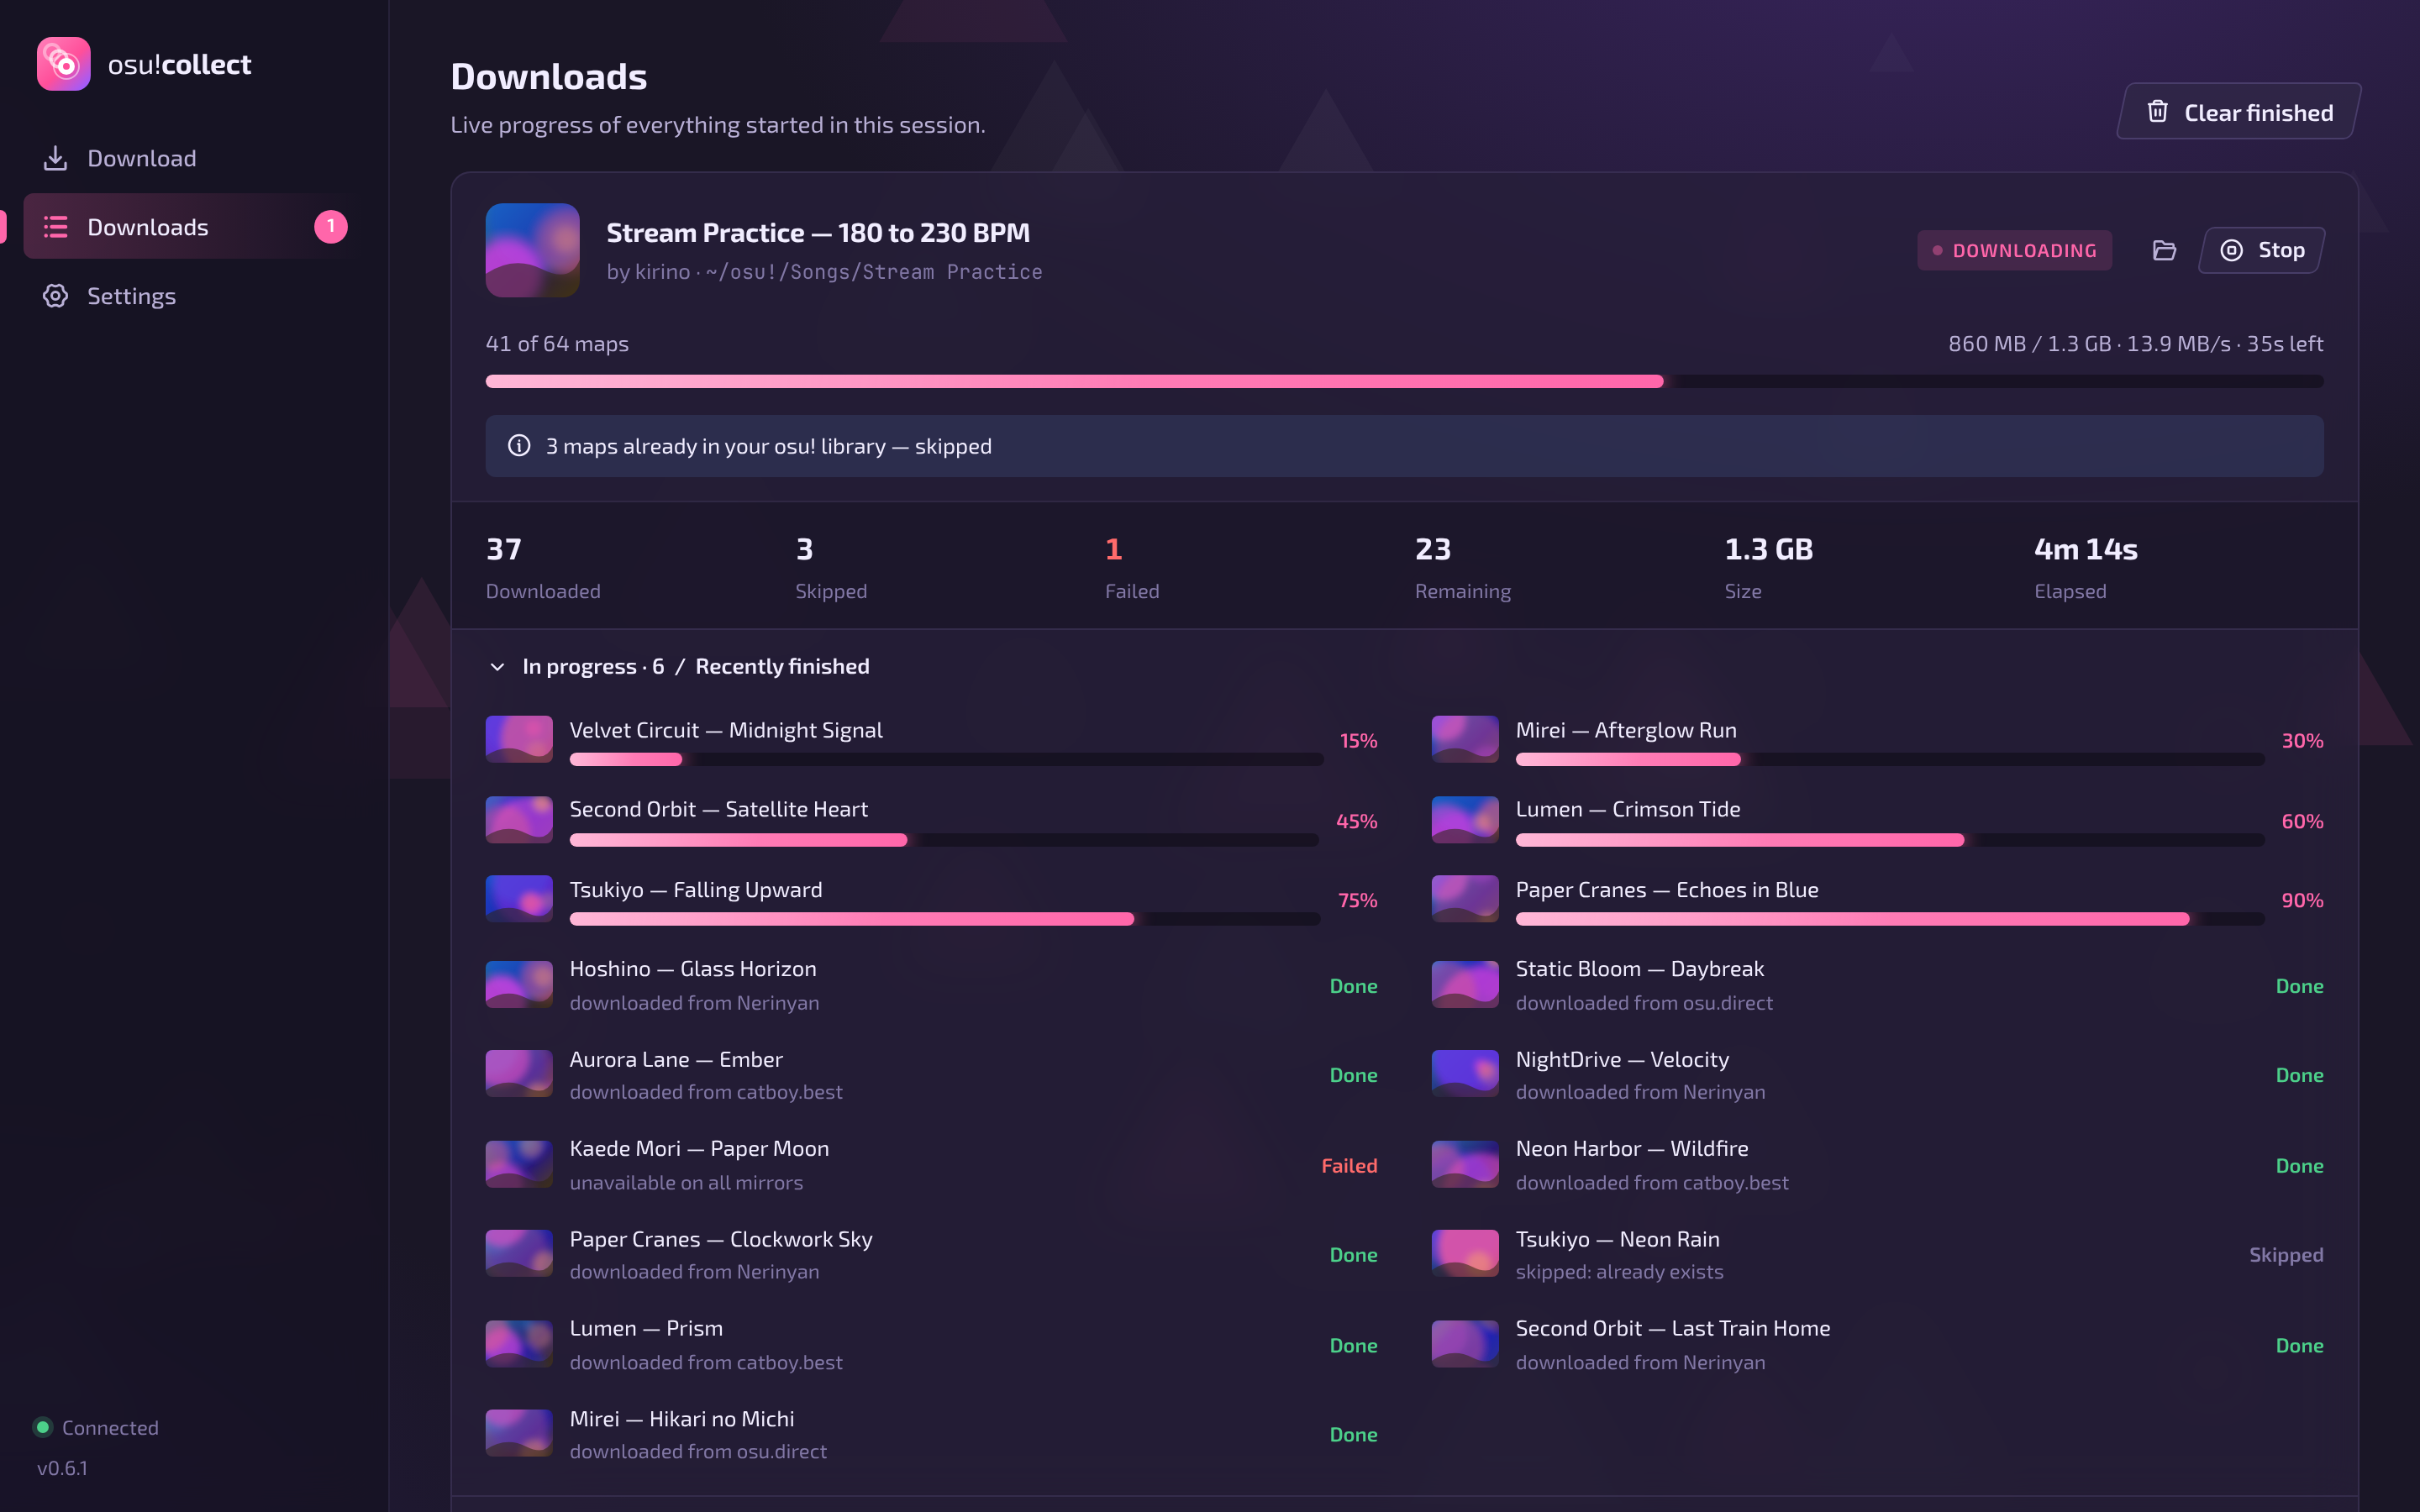 osu!collect
Download
Downloads
1
Settings
Connected
v0.6.1
Downloads
Live progress of everything started in this session.
Clear finished
Stream Practice — 180 to 230 BPM
by kirino · ~/osu!/Songs/Stream Practice
DOWNLOADING
Stop
41 of 64 maps
860 MB / 1.3 GB · 13.9 MB/s · 35s left
3 maps already in your osu! library — skipped
37
Downloaded
3
Skipped
1
Failed
23
Remaining
1.3 GB
Size
4m 14s
Elapsed
In progress · 6 / Recently finished
Velvet Circuit — Midnight Signal
15%
Mirei — Afterglow Run
30%
Second Orbit — Satellite Heart
45%
Lumen — Crimson Tide
60%
Tsukiyo — Falling Upward
75%
Paper Cranes — Echoes in Blue
90%
Hoshino — Glass Horizon
downloaded from Nerinyan
Done
Static Bloom — Daybreak
downloaded from osu.direct
Done
Aurora Lane — Ember
downloaded from catboy.best
Done
NightDrive — Velocity
downloaded from Nerinyan
Done
Kaede Mori — Paper Moon
unavailable on all mirrors
Failed
Neon Harbor — Wildfire
downloaded from catboy.best
Done
Paper Cranes — Clockwork Sky
downloaded from Nerinyan
Done
Tsukiyo — Neon Rain
skipped: already exists
Skipped
Lumen — Prism
downloaded from catboy.best
Done
Second Orbit — Last Train Home
downloaded from Nerinyan
Done
Mirei — Hikari no Michi
downloaded from osu.direct
Done